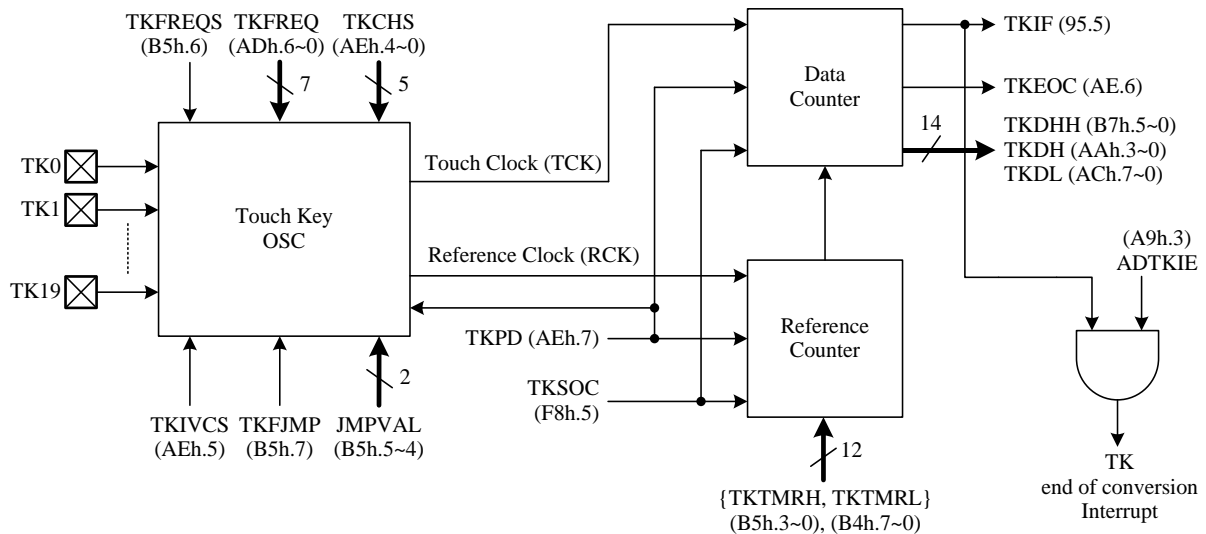 TKFREQS TKFREQ TKCHS
(B5h.6) (ADh.6~0) (AEh.4~0)
7 5
TKIF (95.5)
Data
Counter
TKEOC (AE.6)
14
TKDHH (B7h.5~0)
TKDH (AAh.3~0)
TKDL (ACh.7~0)
TK0
Touch Clock (TCK)
TK1
Touch Key
OSC
Reference Clock (RCK)
(A9h.3)
ADTKIE
TK19
TKPD (AEh.7)
Reference
Counter
2
TKSOC
(F8h.5)
TKIVCS TKFJMP JMPVAL
(AEh.5) (B5h.7) (B5h.5~4)
12
TK
end of conversion
Interrupt
{TKTMRH, TKTMRL}
(B5h.3~0), (B4h.7~0)